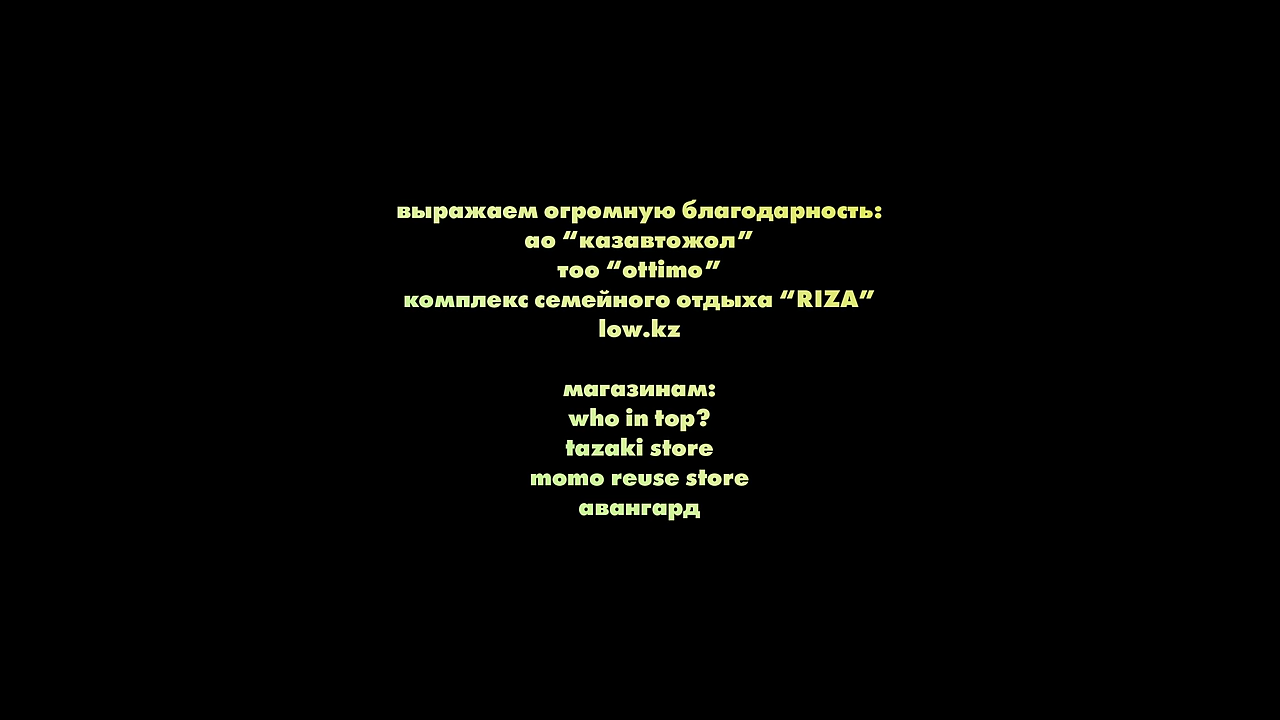 выражаем огромную благодарность:
ао “казавтожол”
тоо “ottimo”
комплекс семейного отдыха “RIZA”
low.kz
магазинам:
who in top?
tazaki store
momo reuse store
авангард